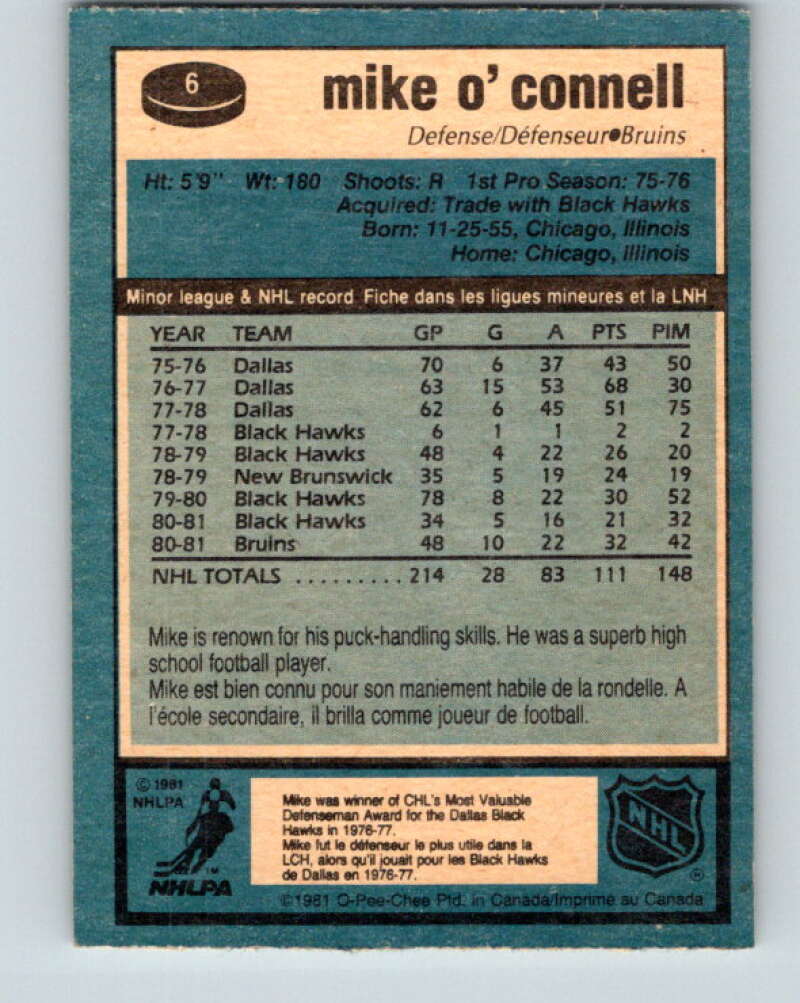 6
mike o' connell
Defense/Défenseur●Bruins
Ht: 5'9" Wt: 180 Shoots: R 1st Pro Season: 75-76
Acquired: Trade with Black Hawks
Born: 11-25-55, Chicago, Illinois
Home: Chicago, Illinois
Minor league & NHL record Fiche dans les ligues mineures et la LNH
YEAR TEAM GP G A PTS PIM
75-76 Dallas 70 6 37 43 50
76-77 Dallas 63 15 53 68 30
77-78 Dallas 62 6 45 51 75
77-78 Black Hawks 6 1 1 2 2
78-79 Black Hawks 48 4 22 26 20
78-79 New Brunswick 35 5 19 24 19
79-80 Black Hawks 78 8 22 30 52
80-81 Black Hawks 34 5 16 21 32
80-81 Bruins 48 10 22 32 42
NHL TOTALS ......... 214 28 83 111 148
Mike is renown for his puck-handling skills. He was a superb high
school football player.
Mike est bien connu pour son maniement habile de la rondelle. A
l'école secondaire, il brilla comme joueur de football.
© 1981
NHLPA
NHLPA
Mike was winner of CHL's Most Valuable
Defenseman Award for the Dallas Black
Hawks in 1976-77.
Mike fut le défenseur le plus utile dans la
LCH, alors qu'il jouait pour les Black Hawks
de Dallas en 1976-77.
NHL
©1981 O-Pee-Chee Ptd. in Canada/Imprimé au Canada